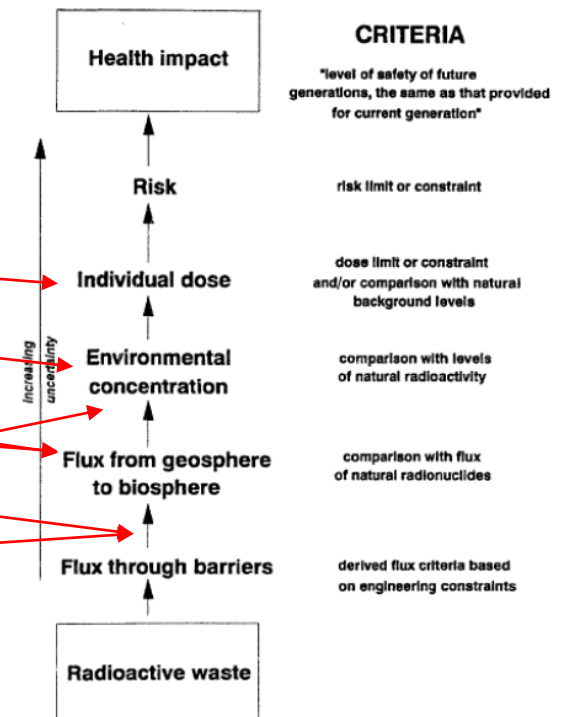 CRITERIA
Health impact
"level of safety of future
generations, the same as that provided
for current generation"
Risk
risk limit or constraint
Individual dose
dose limit or constraint
and/or comparison with natural
background levels
increasing
uncertainty
Environmental
concentration
comparison with levels
of natural radioactivity
Flux from geosphere
to biosphere
comparison with flux
of natural radionuclides
Flux through barriers
derived flux criteria based
on engineering constraints
Radioactive waste